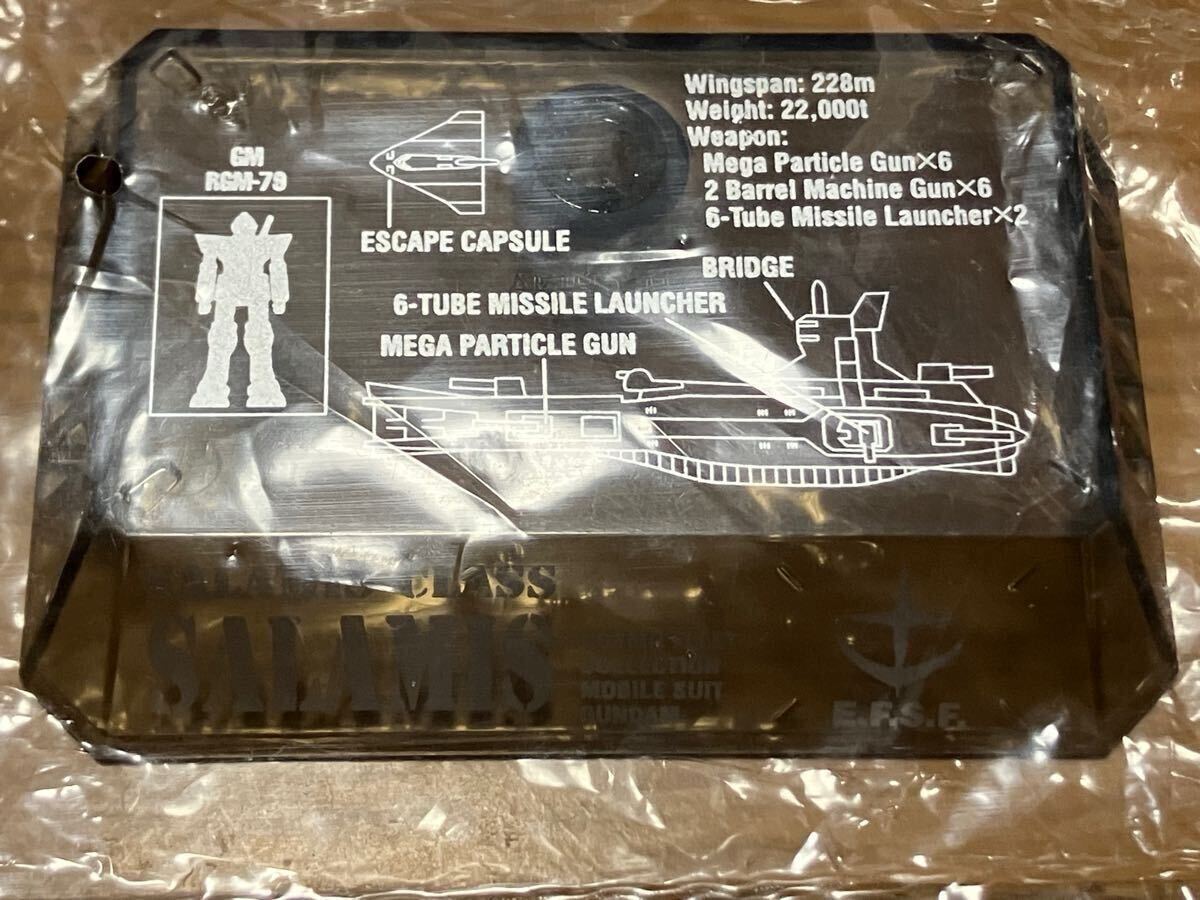 Wingspan: 228m
Weight: 22,000t
Weapon:
Mega Particle Gun×6
2 Barrel Machine Gun×6
6-Tube Missile Launcher×2
GM
RGM-79
ESCAPE CAPSULE
BRIDGE
6-TUBE MISSILE LAUNCHER
MEGA PARTICLE GUN
SALAMIS CLASS
SALAMIS
COLLECTION
MOBILE SUIT
GUNDAM
E.F.S.F.